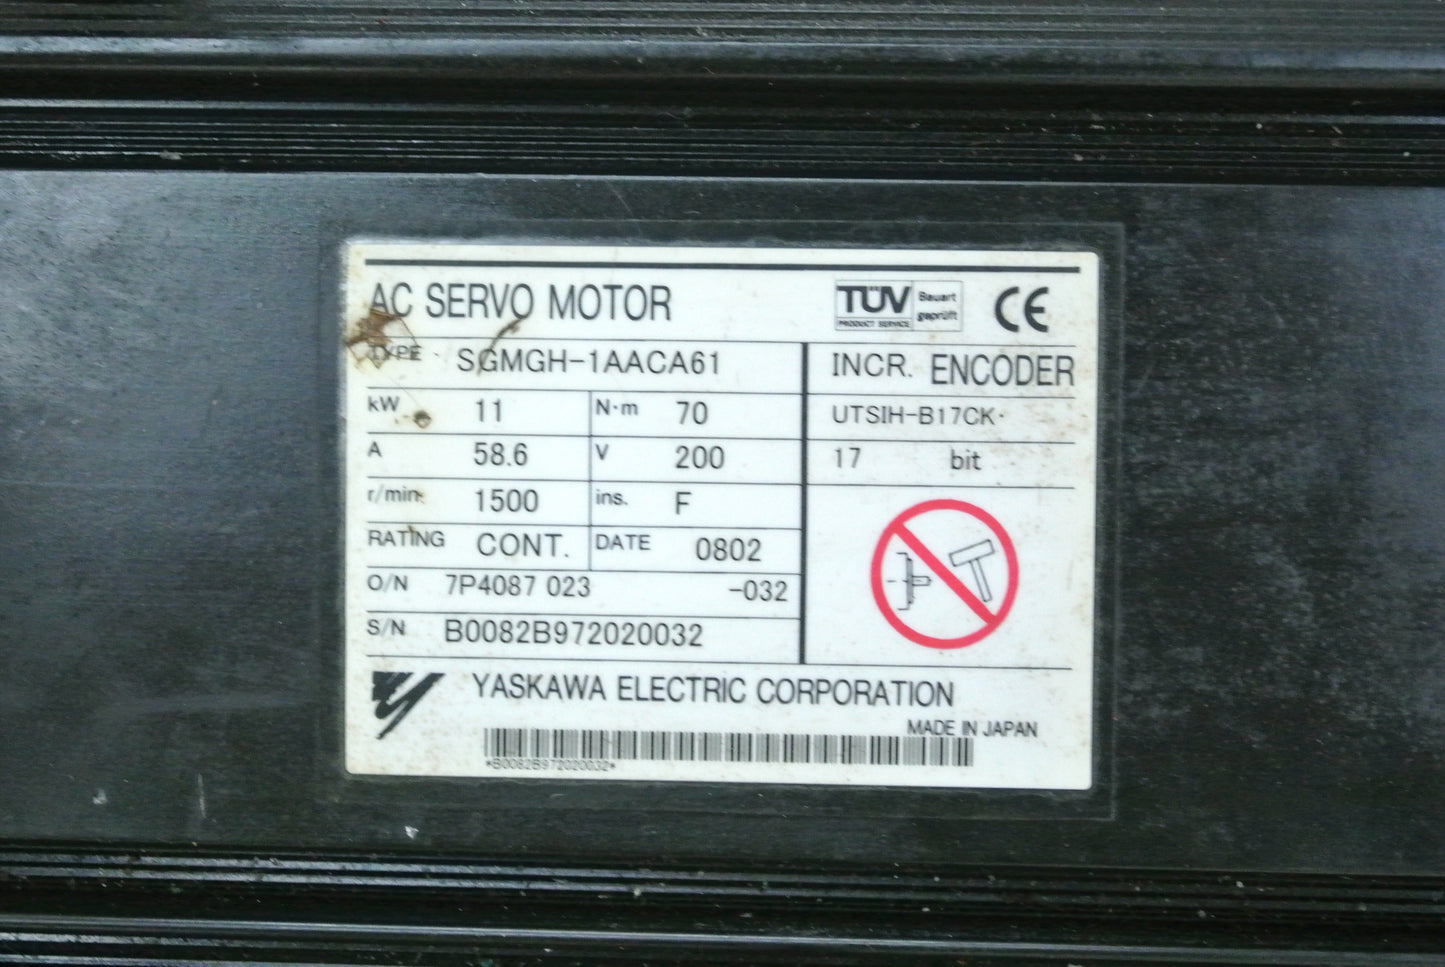 AC SERVO MOTOR
TÜV PRODUCT SERVICE Bauart geprüft CE
TYPE SGMGH-1AACA61 INCR. ENCODER
kW 11 N·m 70 UTSIH-B17CK
A 58.6 V 200 17 bit
r/min 1500 ins. F
RATING CONT. DATE 0802
O/N 7P4087 023 -032
S/N B0082B972020032
YASKAWA ELECTRIC CORPORATION
MADE IN JAPAN
*B0082B972020032*